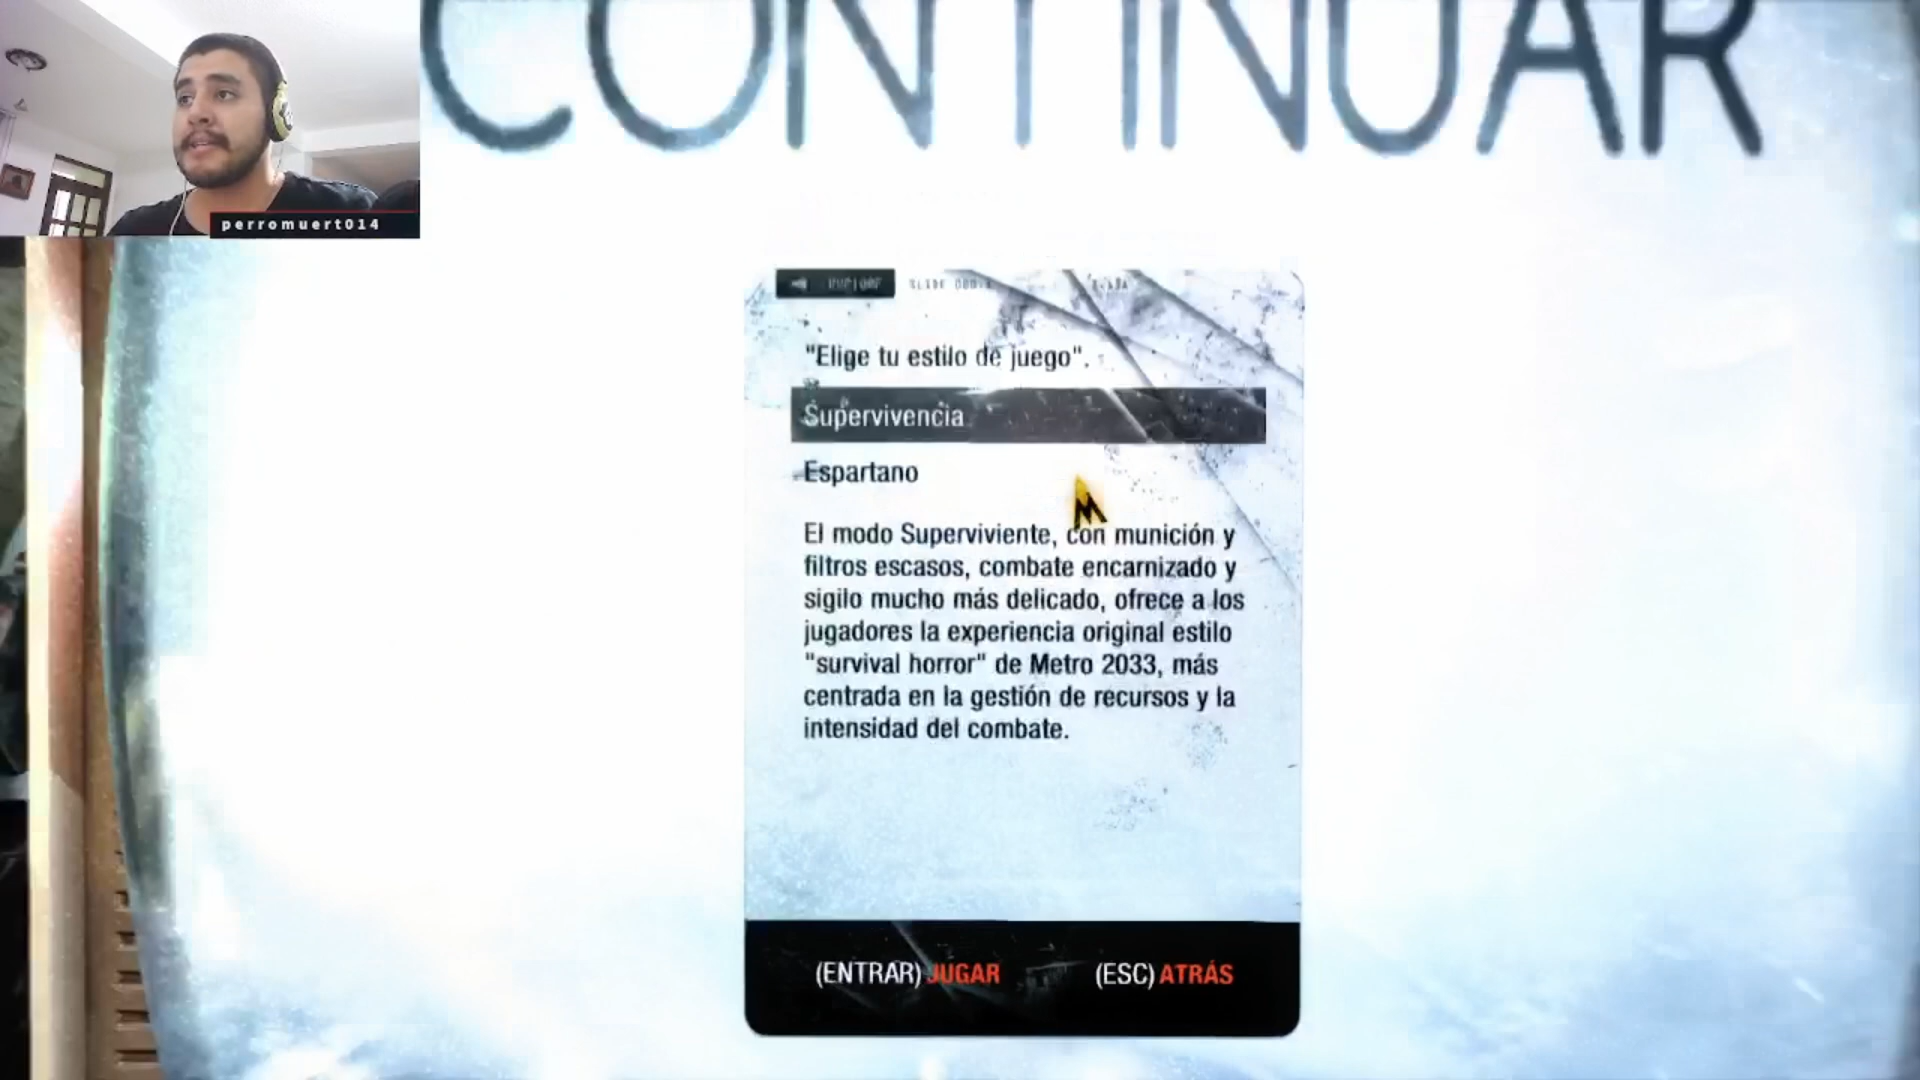 CONTINUAR
perromuert014
"Elige tu estilo de juego".
Supervivencia
Espartano
El modo Superviviente, con munición y
filtros escasos, combate encarnizado y
sigilo mucho más delicado, ofrece a los
jugadores la experiencia original estilo
"survival horror" de Metro 2033, más
centrada en la gestión de recursos y la
intensidad del combate.
(ENTRAR) JUGAR (ESC) ATRÁS